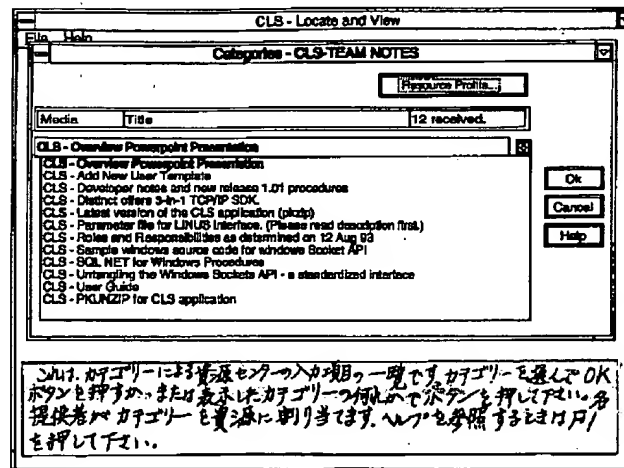 CLS - Locate and View
File Help
Categories - CLS-TEAM NOTES
Resource Profile...
Media Title 12 received.
CLS - Overview Powerpoint Presentation
CLS - Overview Powerpoint Presentation
CLS - Add New User Template
CLS - Developer notes and new release 1.01 procedures
CLS - Distinct offers 3-in-1 TCP/IP SDK.
CLS - Latest version of the CLS application (pkzip)
CLS - Parameter file for LINUS interface. (Please read description first.)
CLS - Roles and Responsibilities as determined on 12 Aug 93
CLS - Sample windows source code for windows Socket API
CLS - SQL NET for Windows Procedures
CLS - Untangling the Windows Sockets API - a standardized interface
CLS - User Guide
CLS - PKUNZIP for CLS application
Ok
Cancel
Help
これは、カテゴリーによる資源センターの入力項目の一覧です。カテゴリーを選んで OK
ボタンを押すか、または表示したカテゴリーの何れかでボタンを押して下さい。各
提供者がカテゴリーを資源に割り当てます。ヘルプを参照するときは F1
を押して下さい。